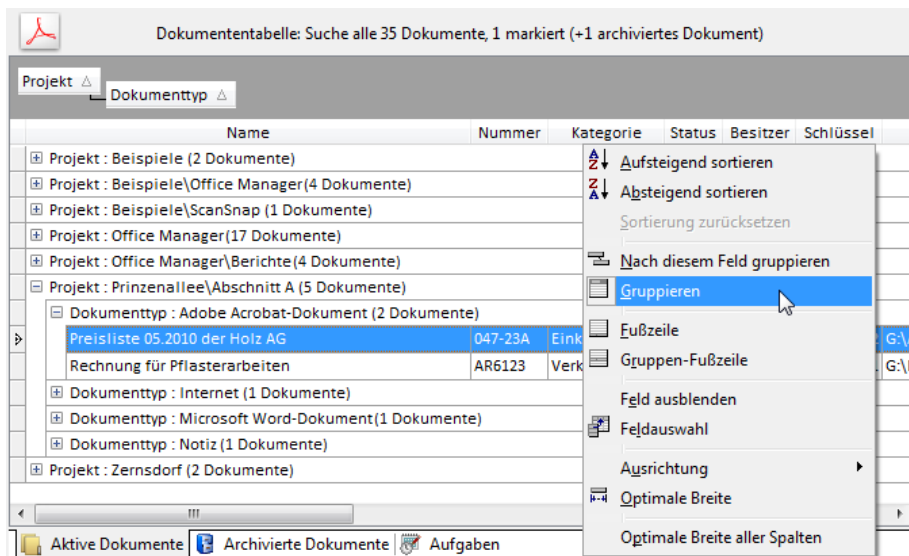 Dokumententabelle: Suche alle 35 Dokumente, 1 markiert (+1 archiviertes Dokument)
Projekt
Dokumenttyp
Name Nummer Kategorie Status Besitzer Schlüssel
Projekt : Beispiele (2 Dokumente)
Projekt : Beispiele\Office Manager(4 Dokumente)
Projekt : Beispiele\ScanSnap (1 Dokumente)
Projekt : Office Manager(17 Dokumente)
Projekt : Office Manager\Berichte(4 Dokumente)
Projekt : Prinzenallee\Abschnitt A (5 Dokumente)
Dokumenttyp : Adobe Acrobat-Dokument (2 Dokumente)
Preisliste 05.2010 der Holz AG 047-23A Eink G:\
Rechnung für Pflasterarbeiten AR6123 Verk G:\
Dokumenttyp : Internet (1 Dokumente)
Dokumenttyp : Microsoft Word-Dokument(1 Dokumente)
Dokumenttyp : Notiz (1 Dokumente)
Projekt : Zernsdorf (2 Dokumente)
Aufsteigend sortieren
Absteigend sortieren
Sortierung zurücksetzen
Nach diesem Feld gruppieren
Gruppieren
Fußzeile
Gruppen-Fußzeile
Feld ausblenden
Feldauswahl
Ausrichtung
Optimale Breite
Optimale Breite aller Spalten
Aktive Dokumente Archivierte Dokumente Aufgaben